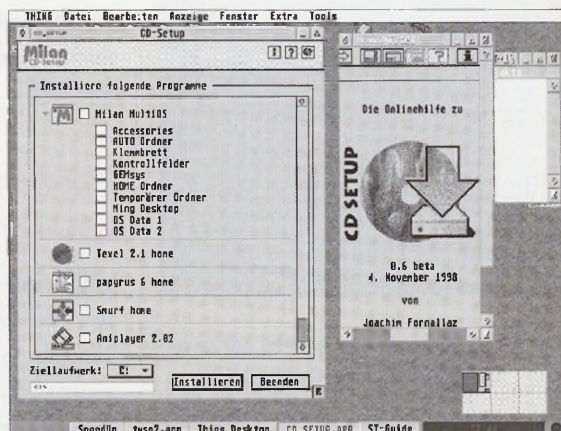 THING Datei Bearbeiten Anzeige Fenster Extra Tools
CD-Setup
Milan
CD-Setup
Installiere folgende Programme
Milan MultiOS
Accessories
AUTO Ordner
Klemmbrett
Kontrollfelder
GEMsys
HOME Ordner
Temporärer Ordner
Ming Desktop
OS Data 1
OS Data 2
Texel 2.1 home
papyrus 6 home
Smurf home
Aniplayer 2.82
Ziellaufwerk: C:
Installieren Beenden
Die Onlinehilfe zu
CD SETUP
0.6 beta
4. November 1998
von
Joachim Fornallaz
SpeedUp twso2.app Thing Desktop CD_SETUP.APP ST-Guide